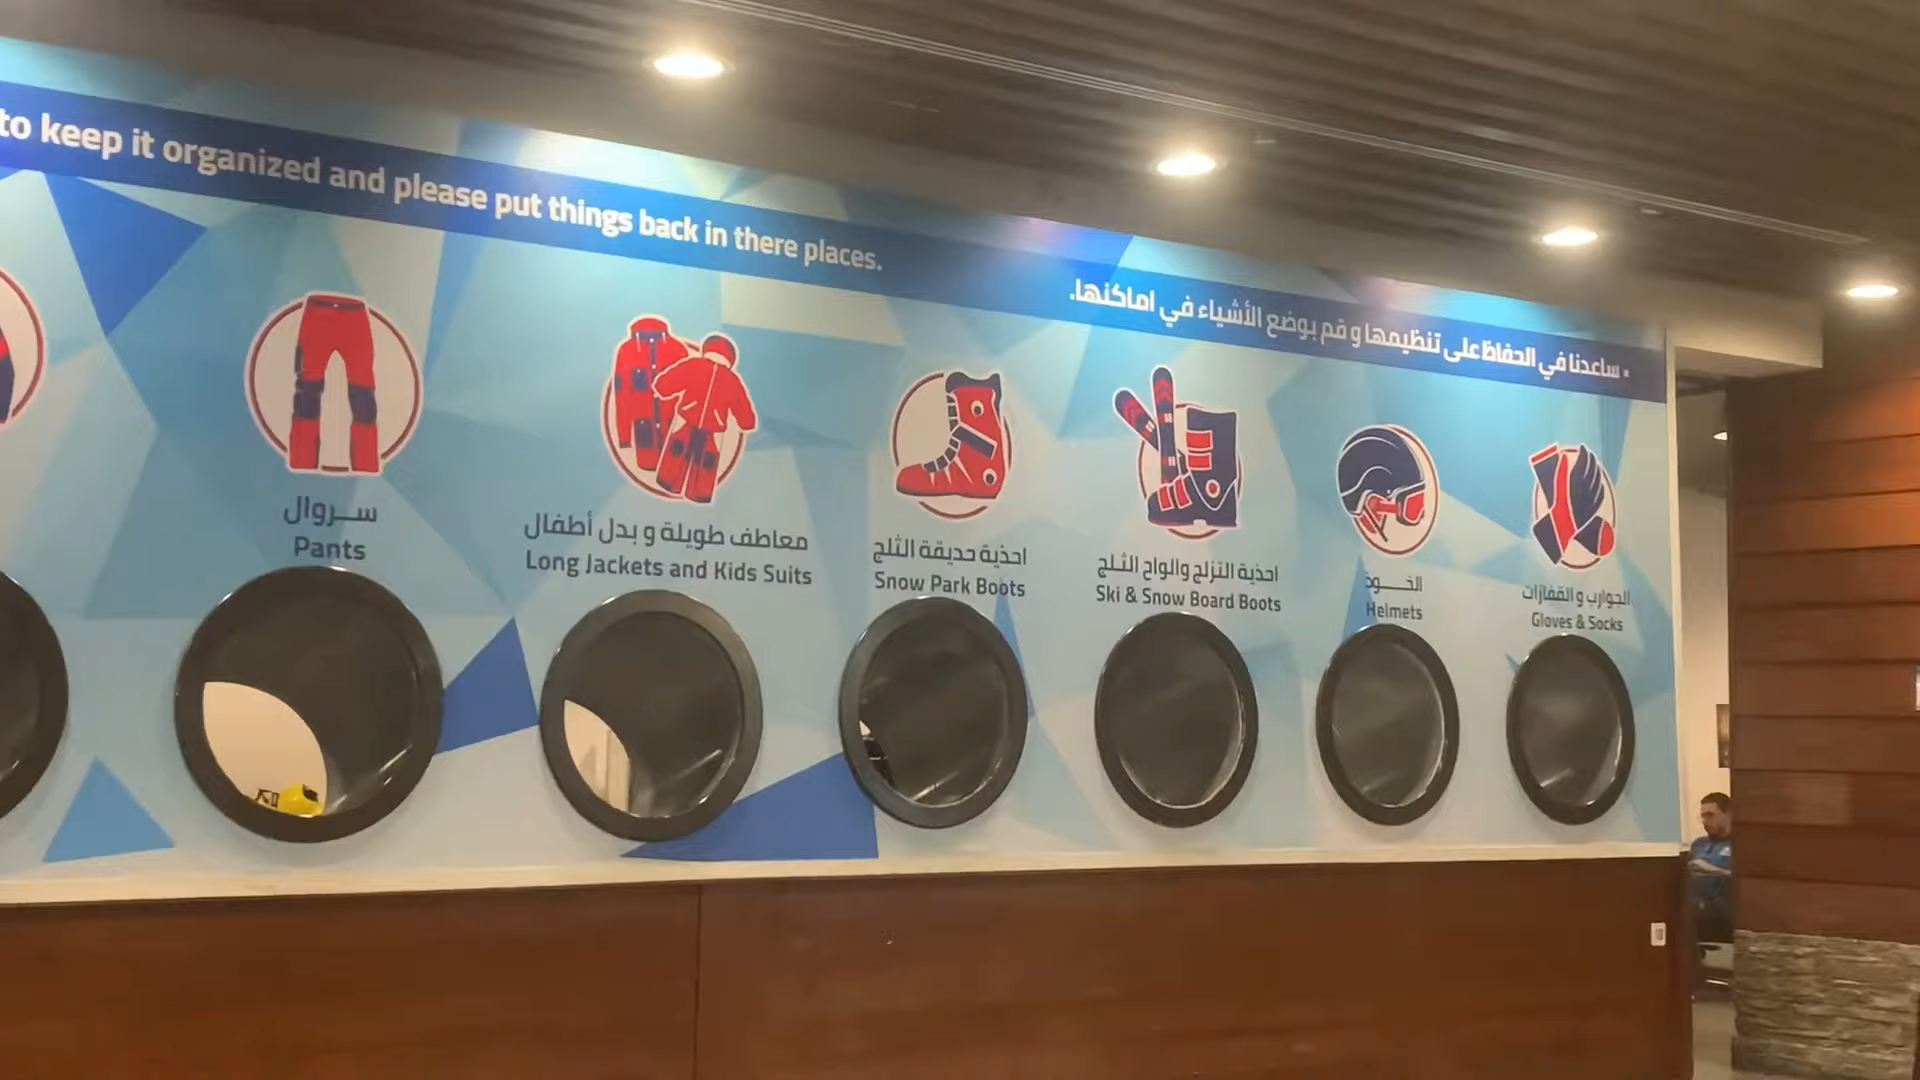 to keep it organized and please put things back in there places.
• ساعدنا في الحفاظ على تنظيمها و قم بوضع الأشياء في اماكنها.
سروال
Pants
معاطف طويلة و بدل أطفال
Long Jackets and Kids Suits
احذية حديقة الثلج
Snow Park Boots
احذية التزلج والواح الثلج
Ski & Snow Board Boots
الخوذ
Helmets
الجوارب و القفازات
Gloves & Socks